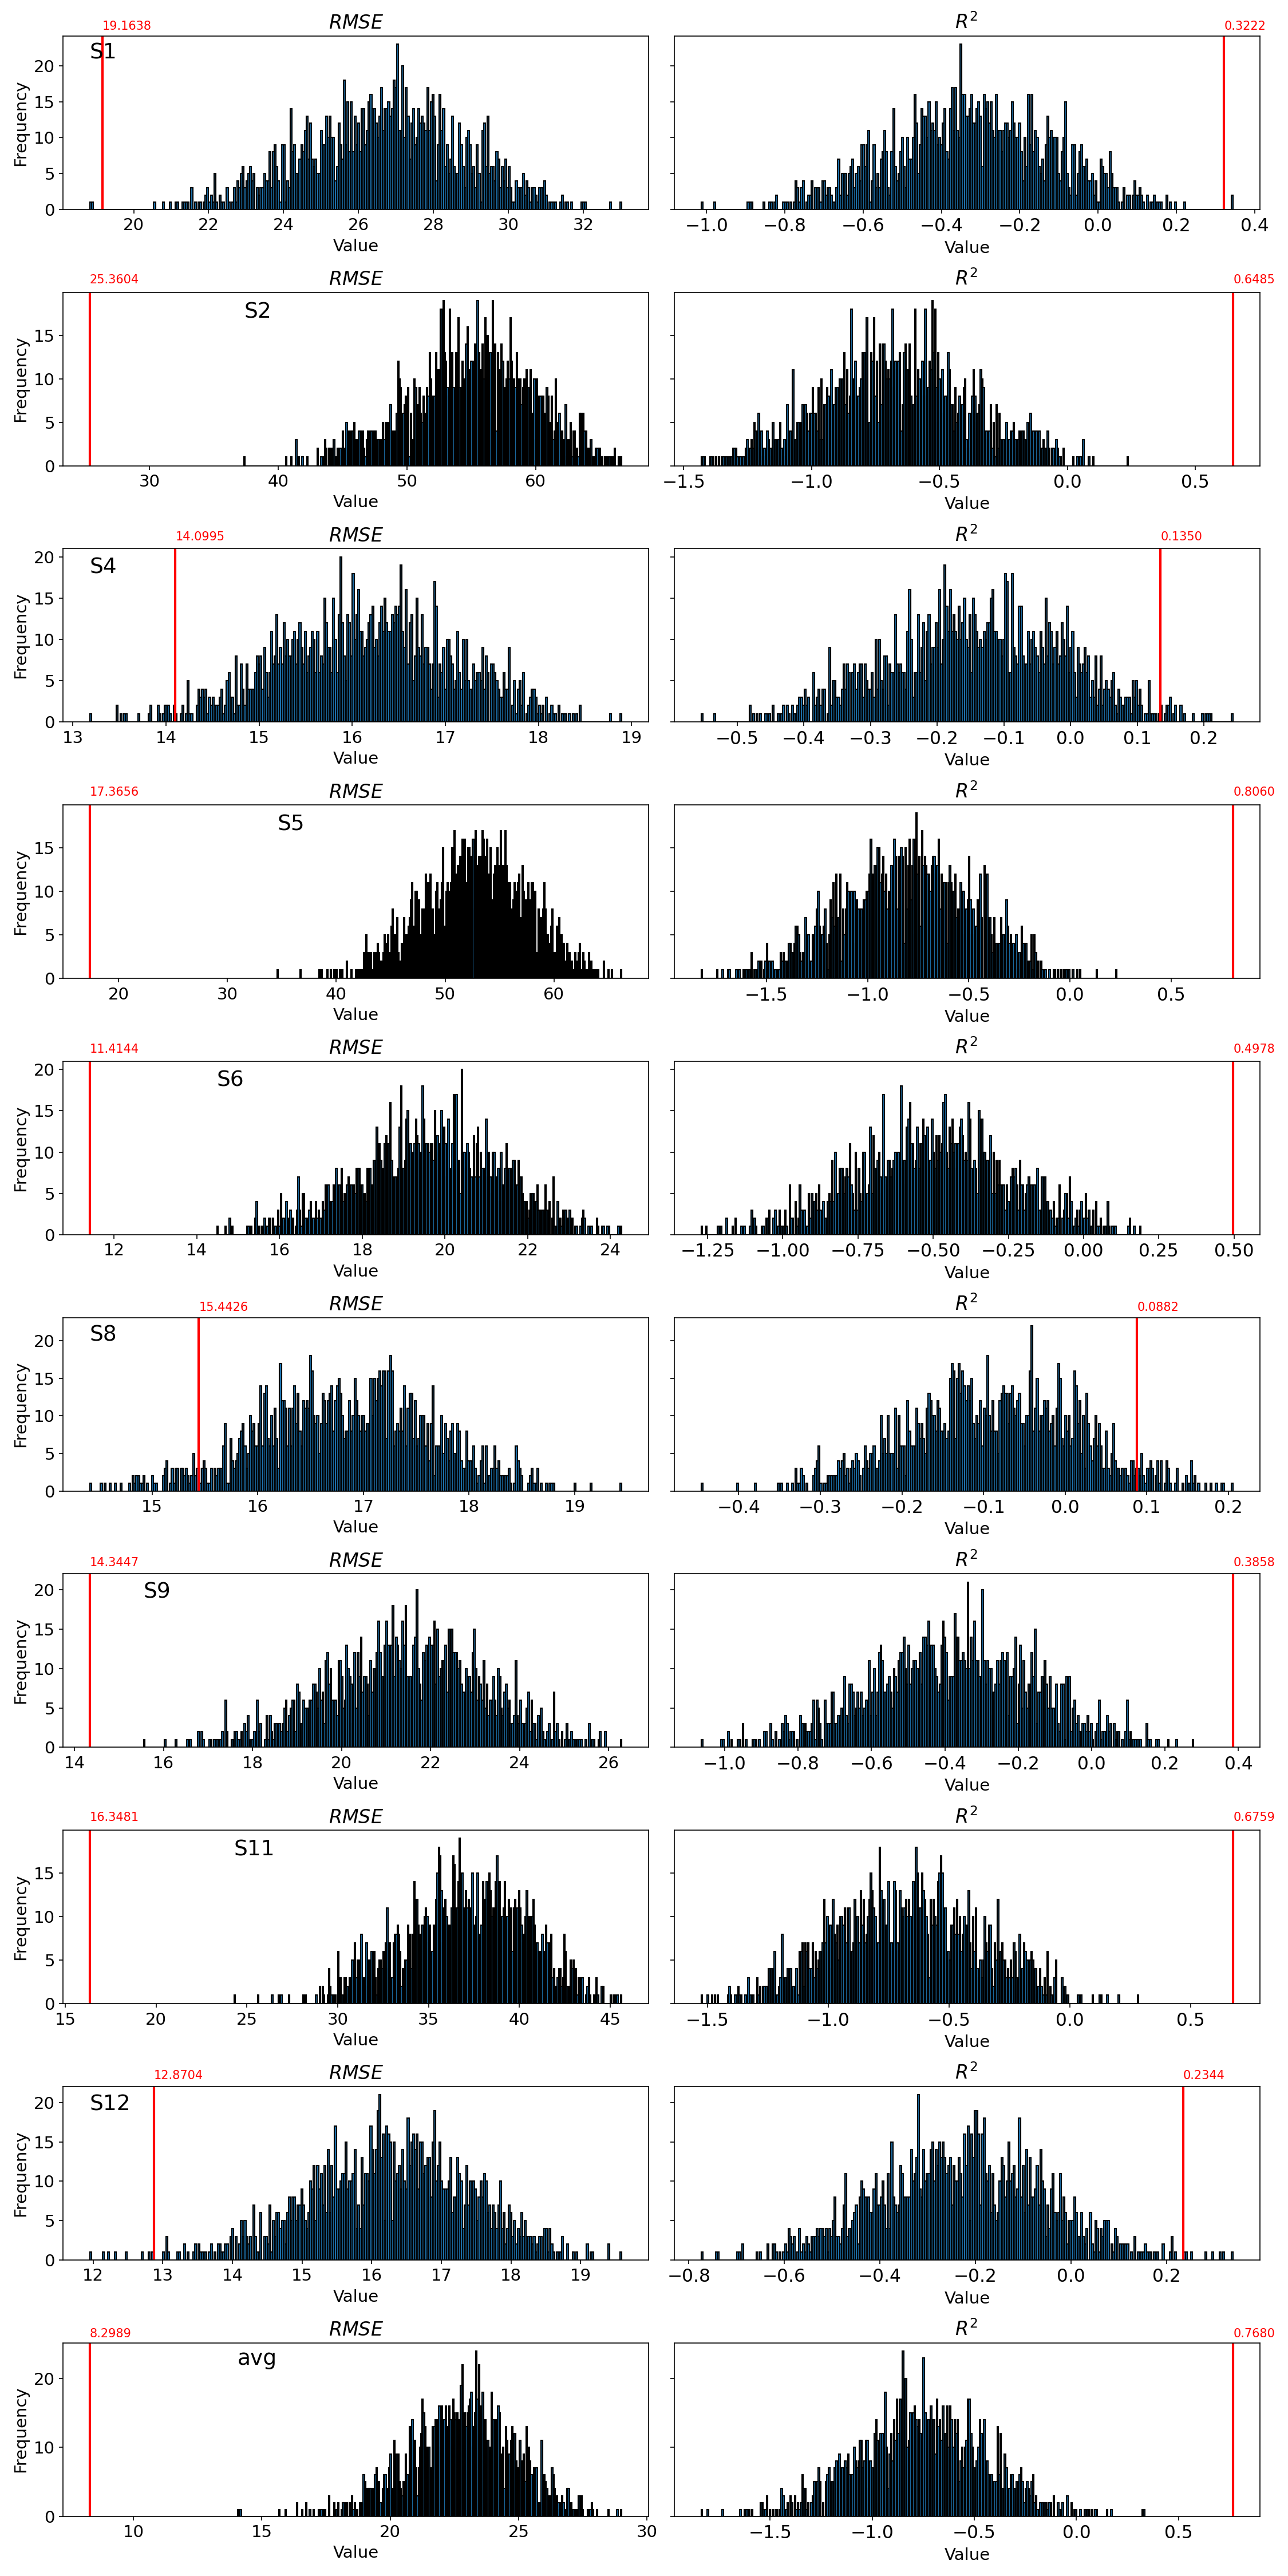 19.1638 RMSE R² 0.3222
S1
Frequency
20
15
10
5
0
20 22 24 26 28 30 32 −1.0 −0.8 −0.6 −0.4 −0.2 0.0 0.2 0.4
Value Value
25.3604 RMSE R² 0.6485
S2
Frequency
15
10
5
0
30 40 50 60 −1.5 −1.0 −0.5 0.0 0.5
Value Value
14.0995 RMSE R² 0.1350
S4
Frequency
20
15
10
5
0
13 14 15 16 17 18 19 −0.5 −0.4 −0.3 −0.2 −0.1 0.0 0.1 0.2
Value Value
17.3656 RMSE R² 0.8060
S5
Frequency
15
10
5
0
20 30 40 50 60 −1.5 −1.0 −0.5 0.0 0.5
Value Value
11.4144 RMSE R² 0.4978
S6
Frequency
20
15
10
5
0
12 14 16 18 20 22 24 −1.25 −1.00 −0.75 −0.50 −0.25 0.00 0.25 0.50
Value Value
15.4426 RMSE R² 0.0882
S8
Frequency
20
15
10
5
0
15 16 17 18 19 −0.4 −0.3 −0.2 −0.1 0.0 0.1 0.2
Value Value
14.3447 RMSE R² 0.3858
S9
Frequency
20
15
10
5
0
14 16 18 20 22 24 26 −1.0 −0.8 −0.6 −0.4 −0.2 0.0 0.2 0.4
Value Value
16.3481 RMSE R² 0.6759
S11
Frequency
15
10
5
0
15 20 25 30 35 40 45 −1.5 −1.0 −0.5 0.0 0.5
Value Value
12.8704 RMSE R² 0.2344
S12
Frequency
20
15
10
5
0
12 13 14 15 16 17 18 19 −0.8 −0.6 −0.4 −0.2 0.0 0.2
Value Value
8.2989 RMSE R² 0.7680
avg
Frequency
20
10
0
10 15 20 25 30 −1.5 −1.0 −0.5 0.0 0.5
Value Value